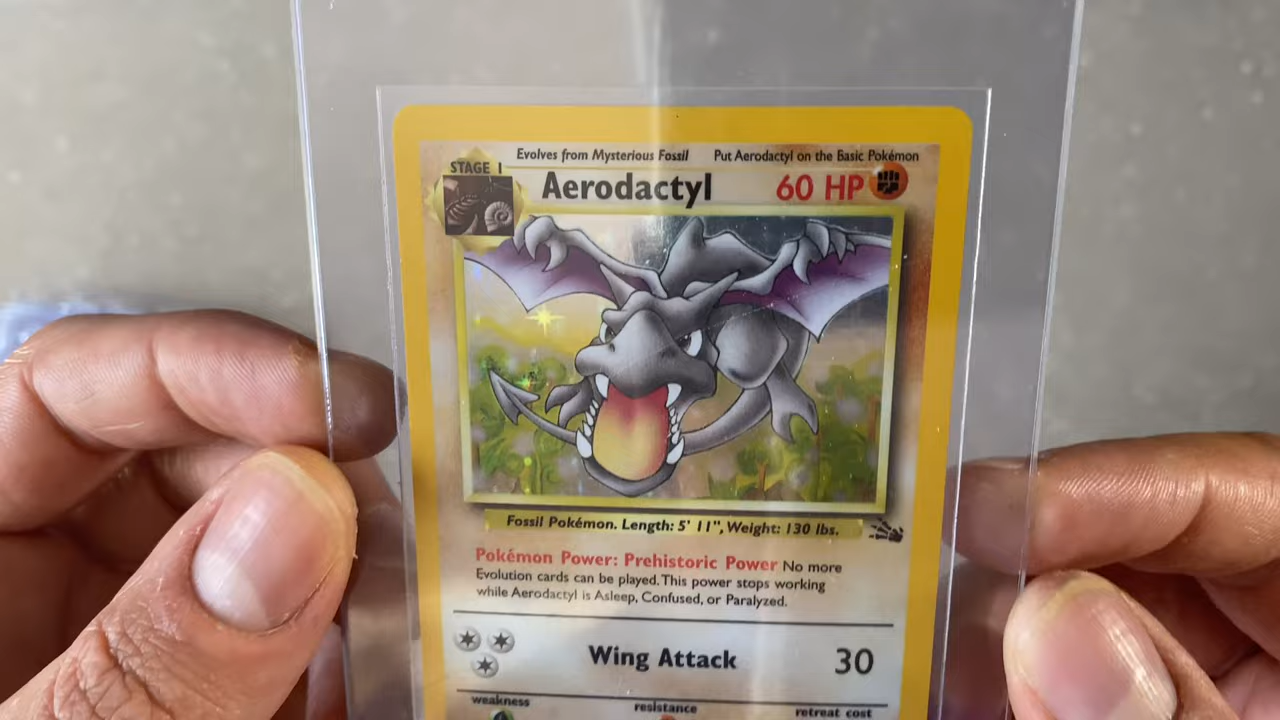 Evolves from Mysterious Fossil Put Aerodactyl on the Basic Pokémon
STAGE 1
Aerodactyl 60 HP
Fossil Pokémon. Length: 5' 11", Weight: 130 lbs.
Pokémon Power: Prehistoric Power No more
Evolution cards can be played. This power stops working
while Aerodactyl is Asleep, Confused, or Paralyzed.
Wing Attack 30
weakness resistance retreat cost